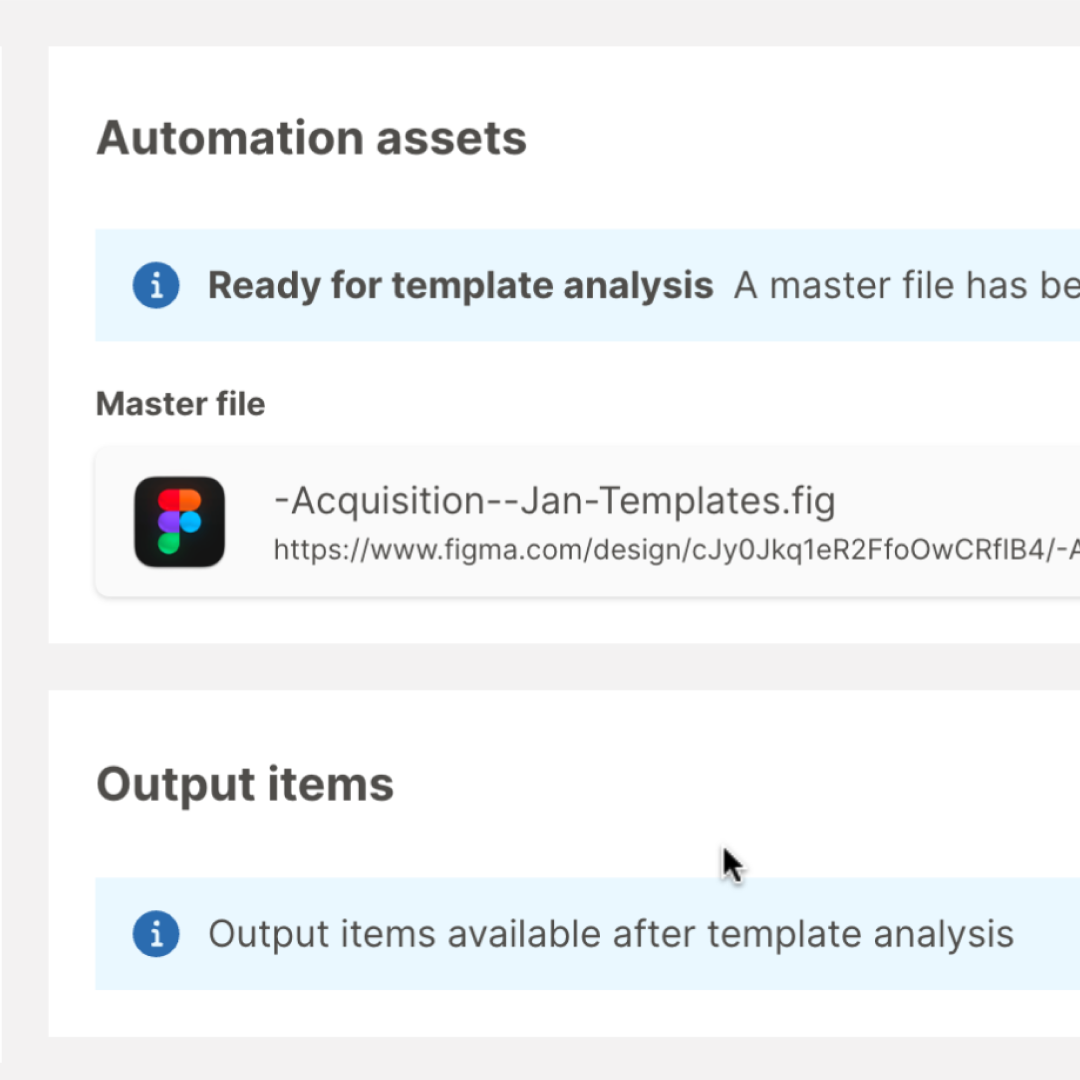 Automation assets
Ready for template analysis A master file has be
Master file
-Acquisition--Jan-Templates.fig
https://www.figma.com/design/cJy0Jkq1eR2FfoOwCRfIB4/-A
Output items
Output items available after template analysis